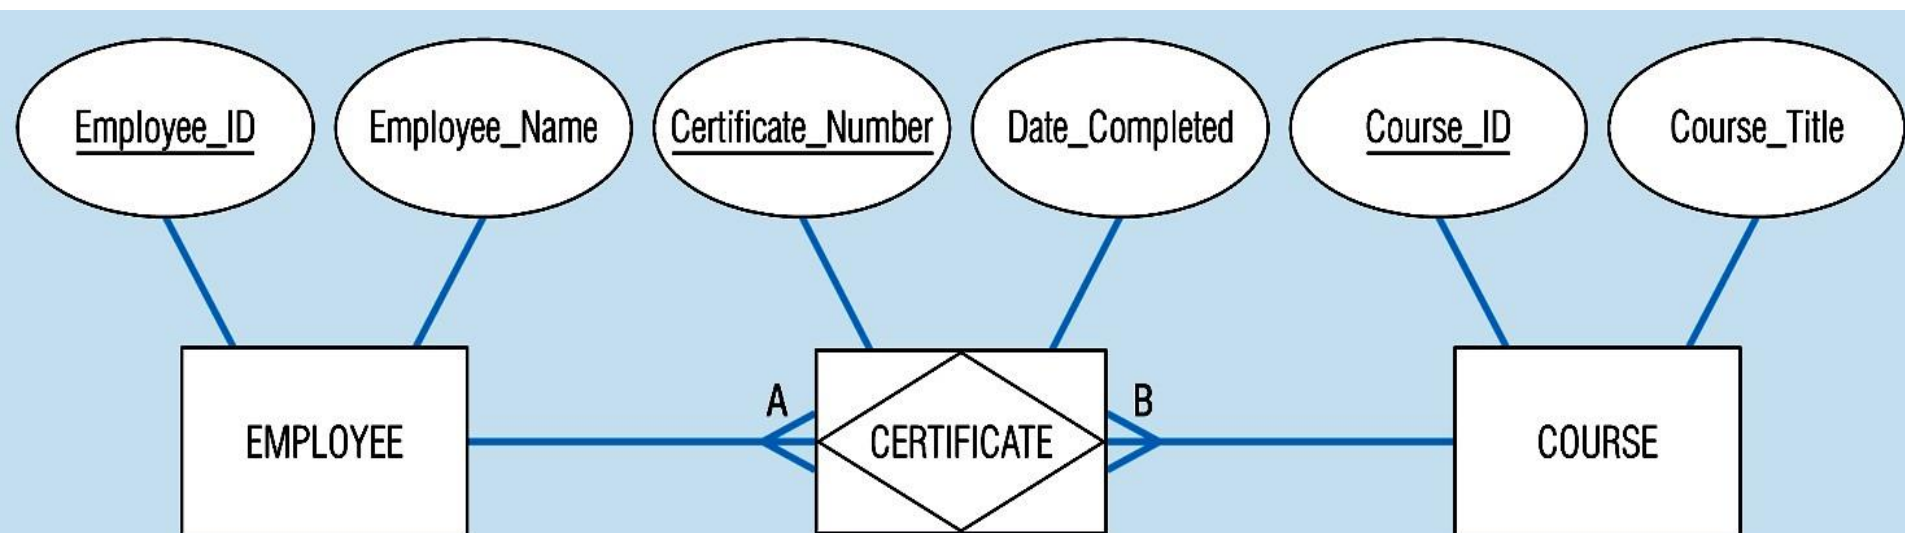 Employee_ID
Employee_Name
Certificate_Number
Date_Completed
Course_ID
Course_Title
A
B
EMPLOYEE
CERTIFICATE
COURSE